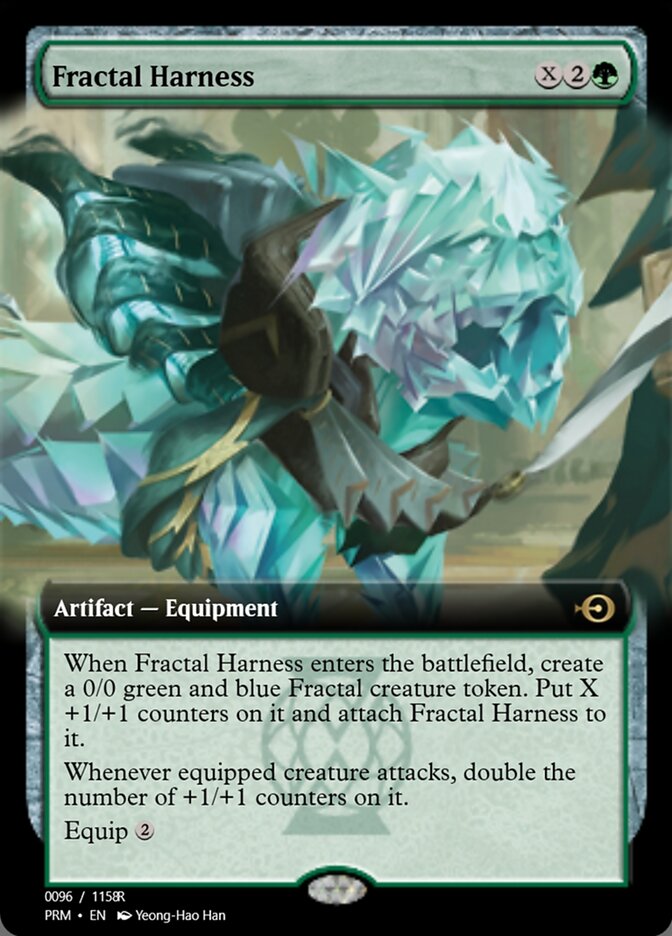 Fractal Harness
X 2
Artifact — Equipment
When Fractal Harness enters the battlefield, create
a 0/0 green and blue Fractal creature token. Put X
+1/+1 counters on it and attach Fractal Harness to
it.
Whenever equipped creature attacks, double the
number of +1/+1 counters on it.
Equip 2
0096 / 1158R
PRM • EN Yeong-Hao Han